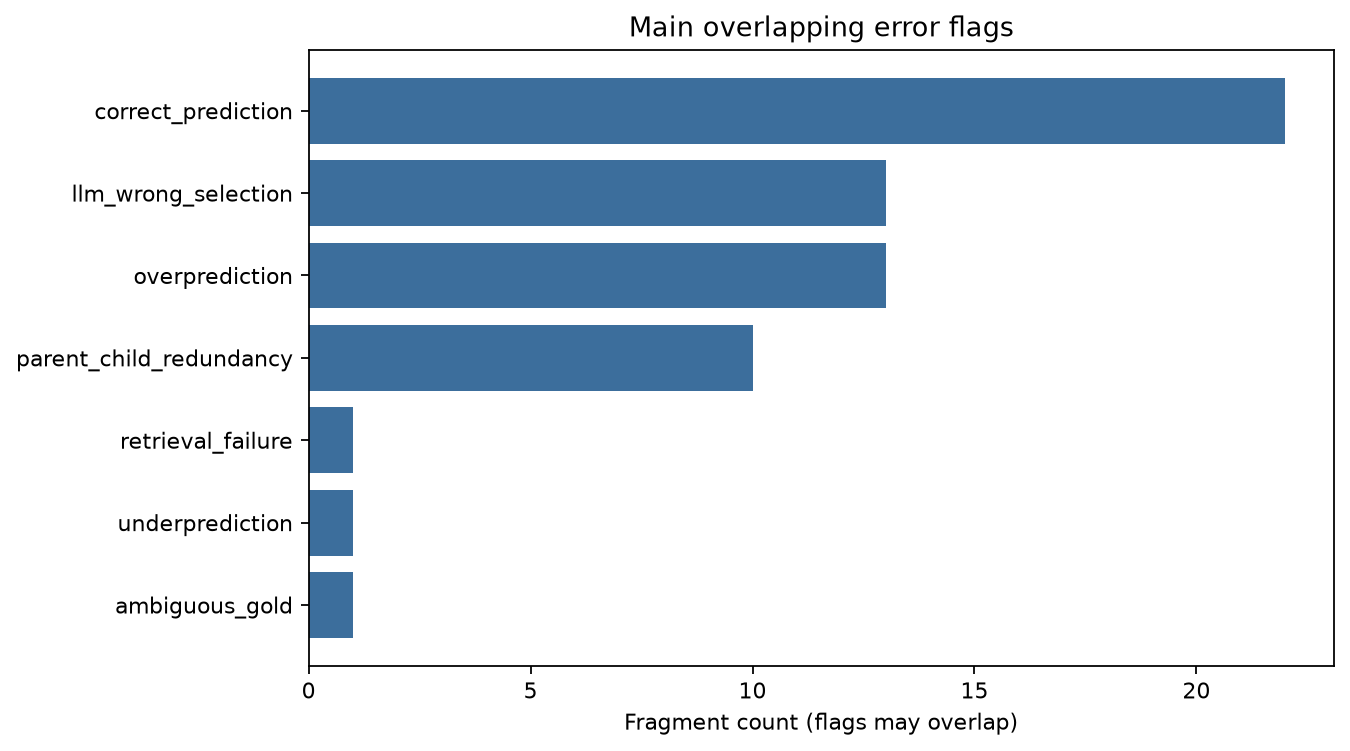 Main overlapping error flags
correct_prediction
llm_wrong_selection
overprediction
parent_child_redundancy
retrieval_failure
underprediction
ambiguous_gold
0 5 10 15 20
Fragment count (flags may overlap)